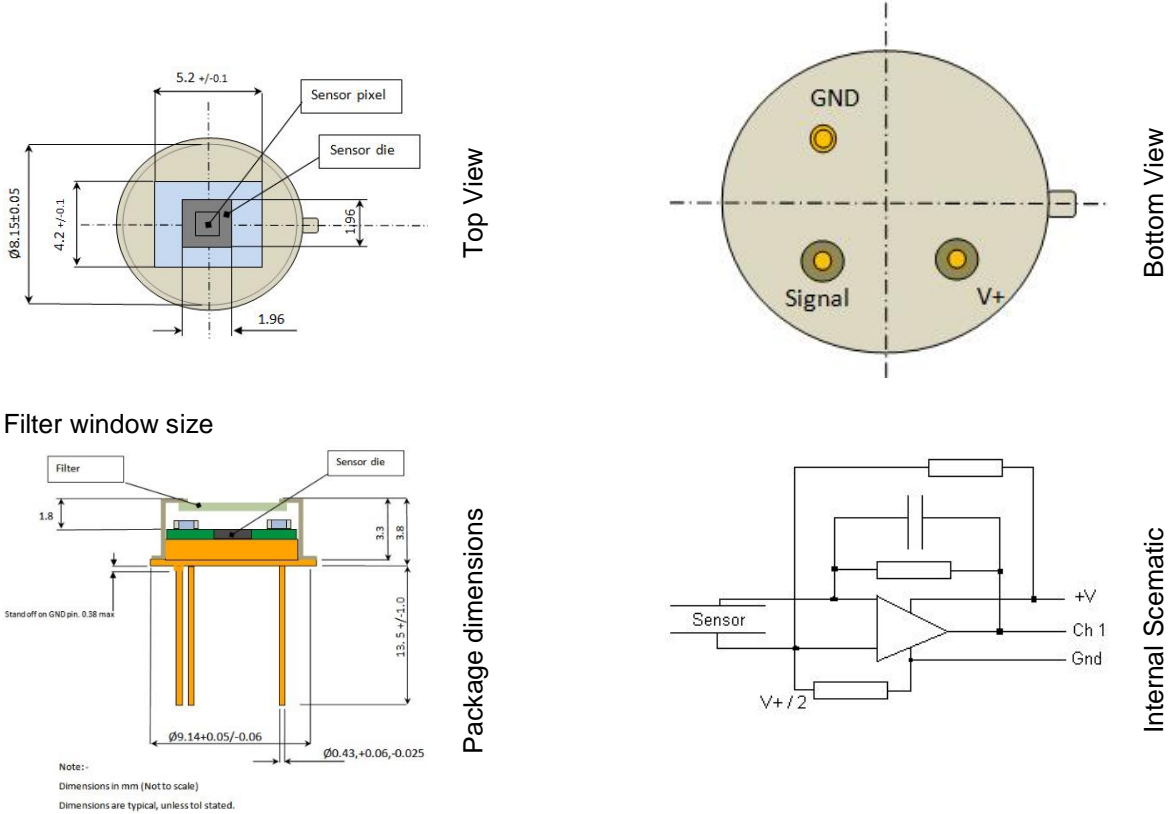 5.2 +/-0.1
Sensor pixel
Sensor die
Ø8.15±0.05
4.2 +/-0.1
1.96
1.96
Top View
GND
Signal
V+
Bottom View
Filter window size
Filter
Sensor die
1.8
3.3
3.8
Stand off on GND pin. 0.38 max
13.5 +/-1.0
Ø9.14+0.05/-0.06
Ø0.43,+0.06,-0.025
Note:-
Dimensions in mm (Not to scale)
Dimensions are typical, unless tol stated.
Package dimensions
Sensor
+V
Ch 1
Gnd
V+ / 2
Internal Scematic